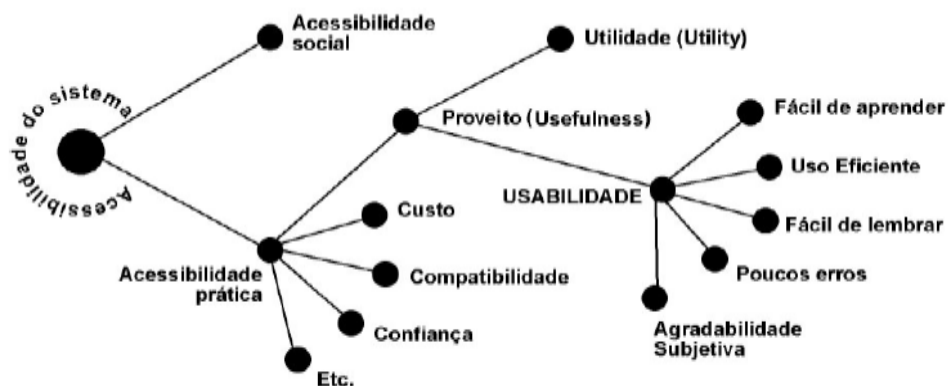 Acessibilidade do sistema
Acessibilidade
social
Utilidade (Utility)
Proveito (Usefulness)
Fácil de aprender
Uso Eficiente
USABILIDADE
Fácil de lembrar
Poucos erros
Agradabilidade
Subjetiva
Custo
Acessibilidade
prática
Compatibilidade
Confiança
Etc.